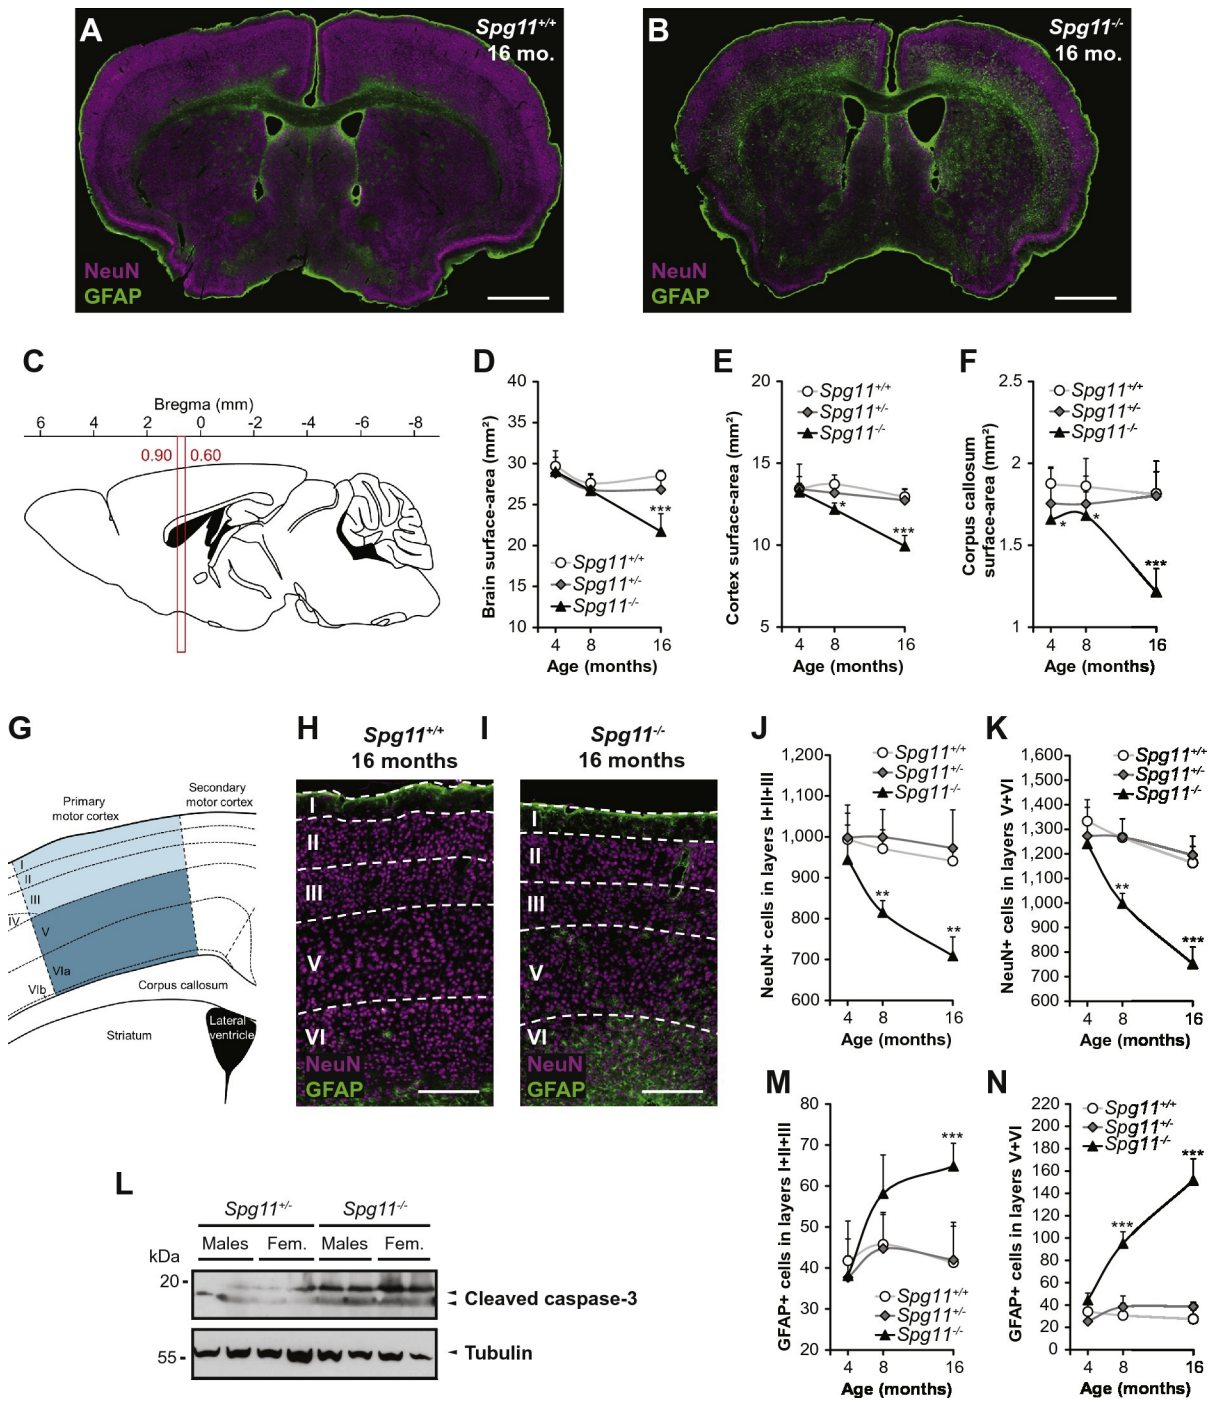 A
Spg11+/+
16 mo.
NeuN
GFAP
B
Spg11-/-
16 mo.
NeuN
GFAP
C
Bregma (mm)
6 4 2 0 -2 -4 -6 -8
0.90 0.60
D
Brain surface-area (mm²)
40
35
30
25
20
15
10
Spg11+/+
Spg11+/-
Spg11-/-
***
4 8 16
Age (months)
E
Cortex surface-area (mm²)
20
15
10
5
Spg11+/+
Spg11+/-
Spg11-/-
*
***
4 8 16
Age (months)
F
Corpus callosum
surface-area (mm²)
2.5
2
1.5
1
Spg11+/+
Spg11+/-
Spg11-/-
*
*
***
4 8 16
Age (months)
G
Primary
motor cortex
Secondary
motor cortex
I
II
III
IV
V
VIa
VIb
Corpus callosum
Striatum
Lateral
ventricle
H
Spg11+/+
16 months
I
II
III
V
VI
NeuN
GFAP
I
Spg11-/-
16 months
I
II
III
V
VI
NeuN
GFAP
J
NeuN+ cells in layers I+II+III
1,200
1,100
1,000
900
800
700
600
Spg11+/+
Spg11+/-
Spg11-/-
**
**
4 8 16
Age (months)
K
NeuN+ cells in layers V+VI
1,600
1,500
1,400
1,300
1,200
1,100
1,000
900
800
700
600
Spg11+/+
Spg11+/-
Spg11-/-
**
***
4 8 16
Age (months)
L
Spg11+/- Spg11-/-
Males Fem. Males Fem.
kDa
20
Cleaved caspase-3
55
Tubulin
M
GFAP+ cells in layers I+II+III
80
70
60
50
40
30
20
***
Spg11+/+
Spg11+/-
Spg11-/-
4 8 16
Age (months)
N
GFAP+ cells in layers V+VI
220
200
180
160
140
120
100
80
60
40
20
0
Spg11+/+
Spg11+/-
Spg11-/-
***
***
4 8 16
Age (months)